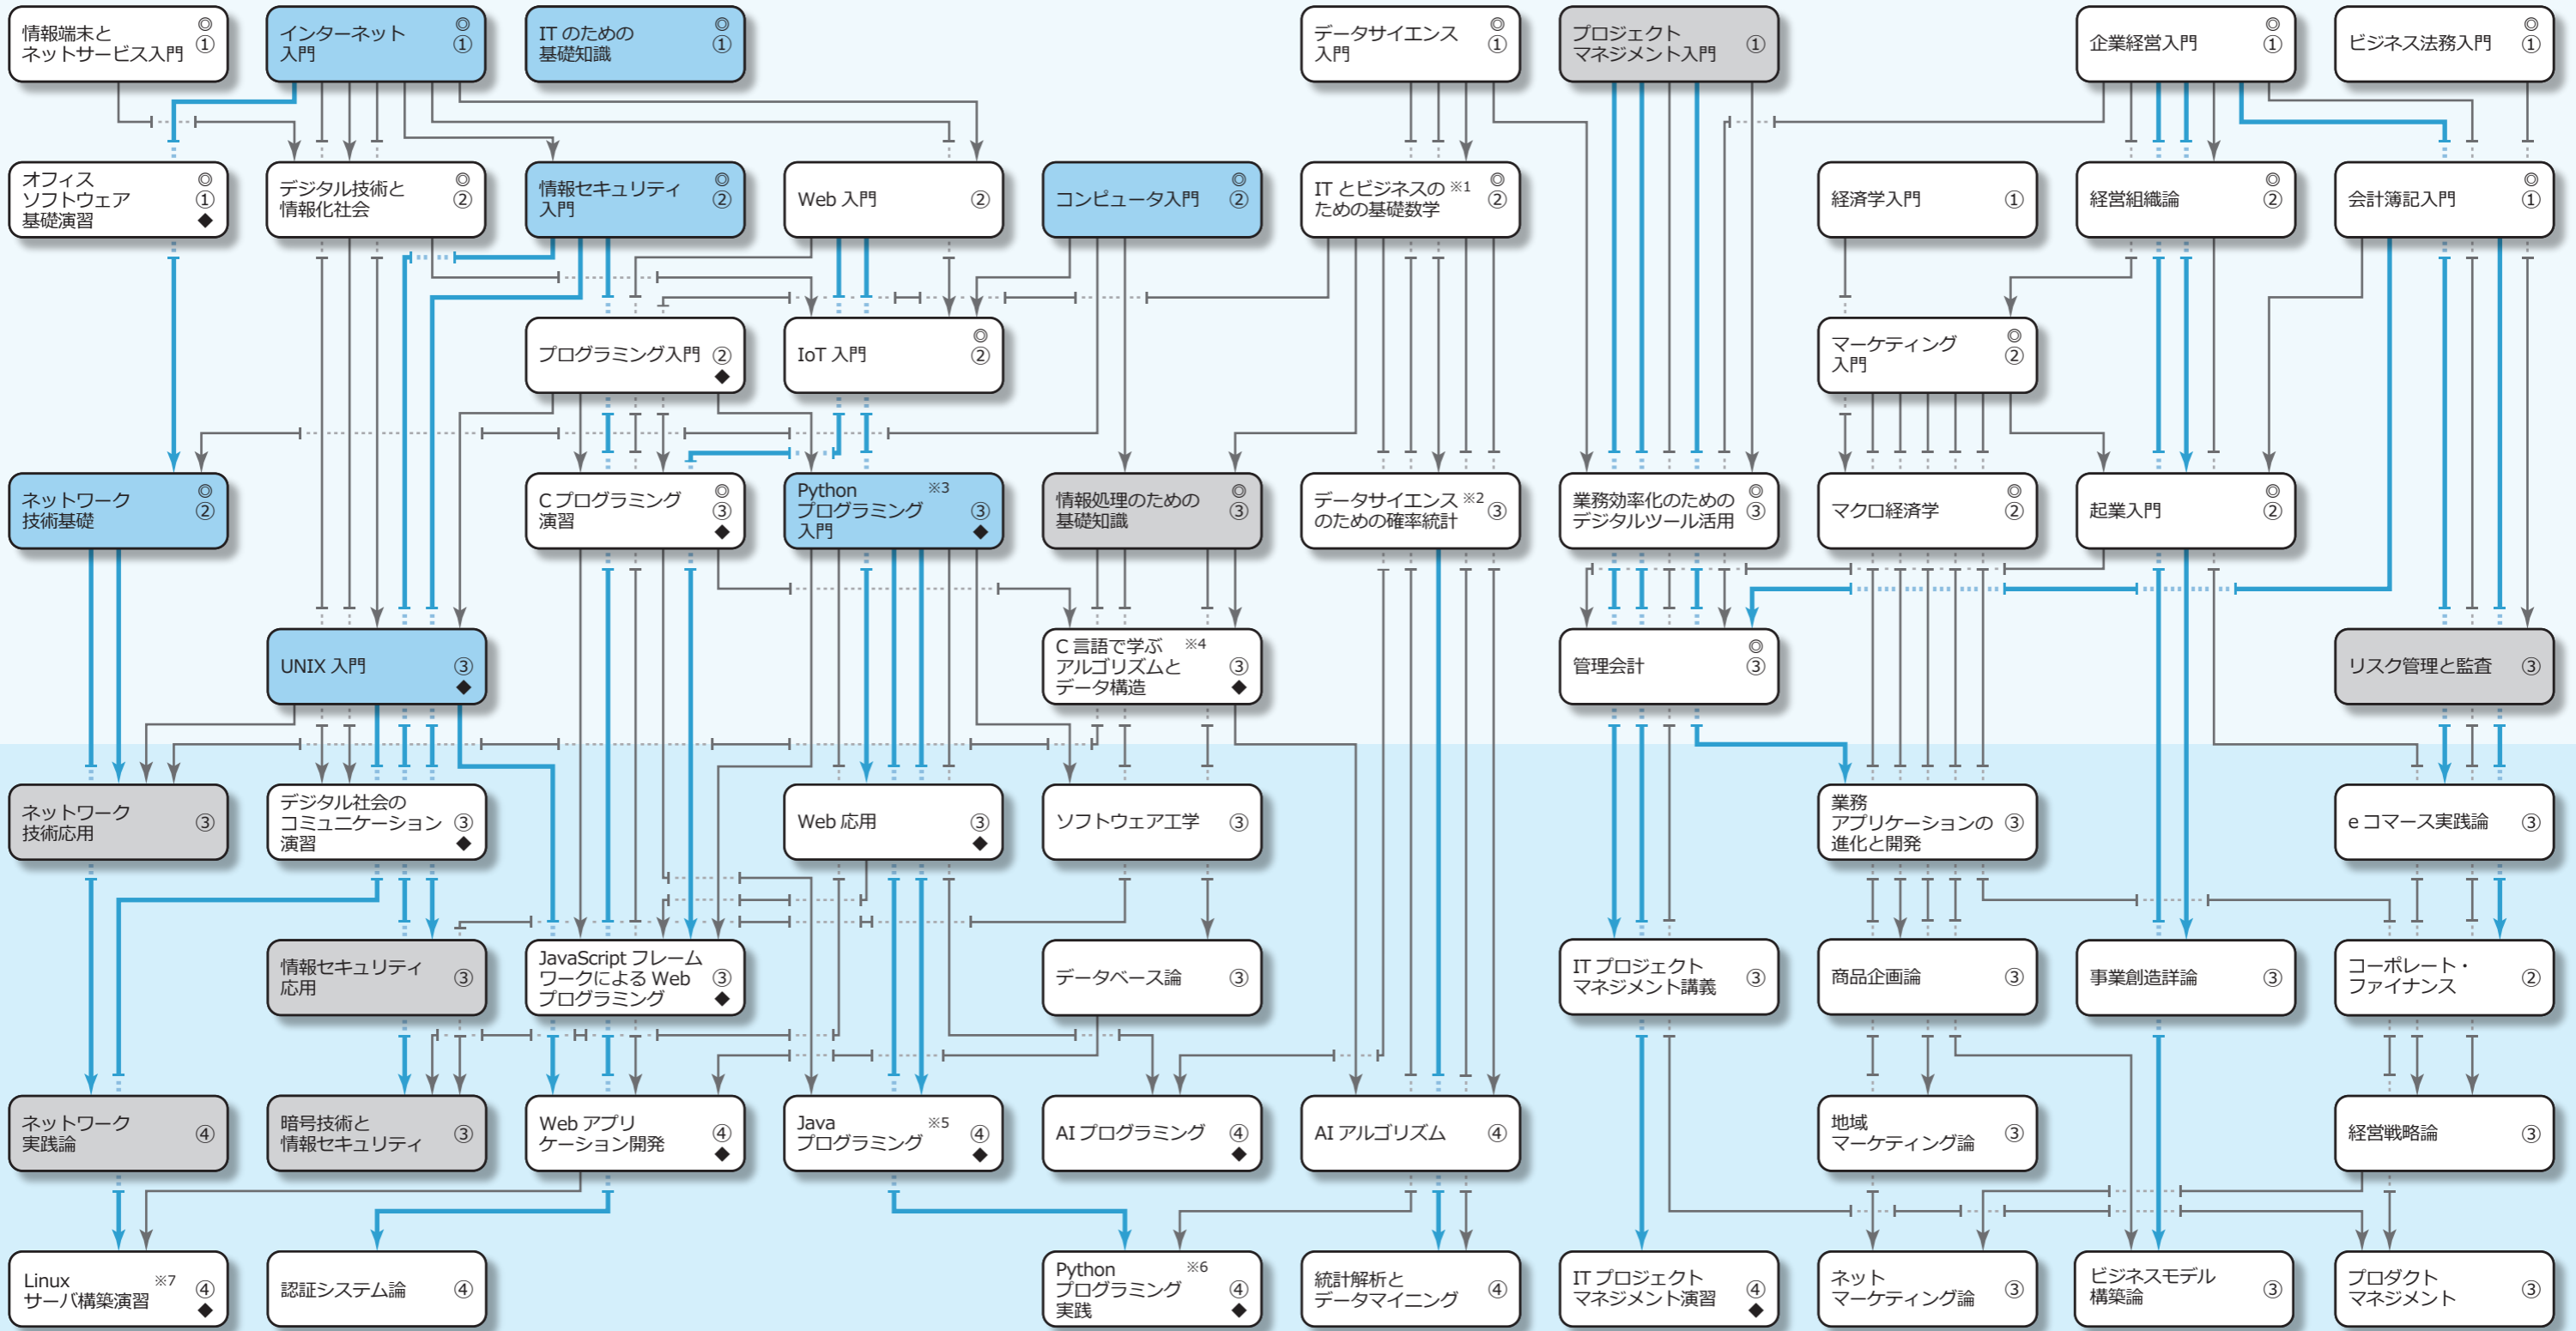 情報端末と
ネットサービス入門
◎
①
インターネット
入門
◎
①
IT のための
基礎知識
◎
①
データサイエンス
入門
◎
①
プロジェクト
マネジメント入門
①
企業経営入門
◎
①
ビジネス法務入門
◎
①
オフィス
ソフトウェア
基礎演習
◎
①
◆
デジタル技術と
情報化社会
◎
②
情報セキュリティ
入門
◎
②
Web 入門
②
コンピュータ入門
◎
②
IT とビジネスの ※1
ための基礎数学
◎
②
経済学入門
①
経営組織論
◎
②
会計簿記入門
◎
①
プログラミング入門
②
◆
IoT 入門
◎
②
マーケティング
入門
◎
②
ネットワーク
技術基礎
◎
②
C プログラミング
演習
◎
③
◆
Python ※3
プログラミング
入門
③
◆
情報処理のための
基礎知識
◎
③
データサイエンス ※2
のための確率統計
③
業務効率化のための
デジタルツール活用
◎
③
マクロ経済学
◎
②
起業入門
◎
②
UNIX 入門
③
◆
C 言語で学ぶ ※4
アルゴリズムと
データ構造
③
◆
管理会計
◎
③
リスク管理と監査
③
ネットワーク
技術応用
③
デジタル社会の
コミュニケーション
演習
③
◆
Web 応用
③
◆
ソフトウェア工学
③
業務
アプリケーションの
進化と開発
③
e コマース実践論
③
情報セキュリティ
応用
③
JavaScript フレーム
ワークによる Web
プログラミング
③
◆
データベース論
③
IT プロジェクト
マネジメント講義
③
商品企画論
③
事業創造詳論
③
コーポレート・
ファイナンス
②
ネットワーク
実践論
④
暗号技術と
情報セキュリティ
③
Web アプリ
ケーション開発
④
◆
Java ※5
プログラミング
④
◆
AI プログラミング
④
◆
AI アルゴリズム
④
地域
マーケティング論
③
経営戦略論
③
Linux ※7
サーバ構築演習
④
◆
認証システム論
④
Python ※6
プログラミング
実践
④
◆
統計解析と
データマイニング
④
IT プロジェクト
マネジメント演習
④
◆
ネット
マーケティング論
③
ビジネスモデル
構築論
③
プロダクト
マネジメント
③